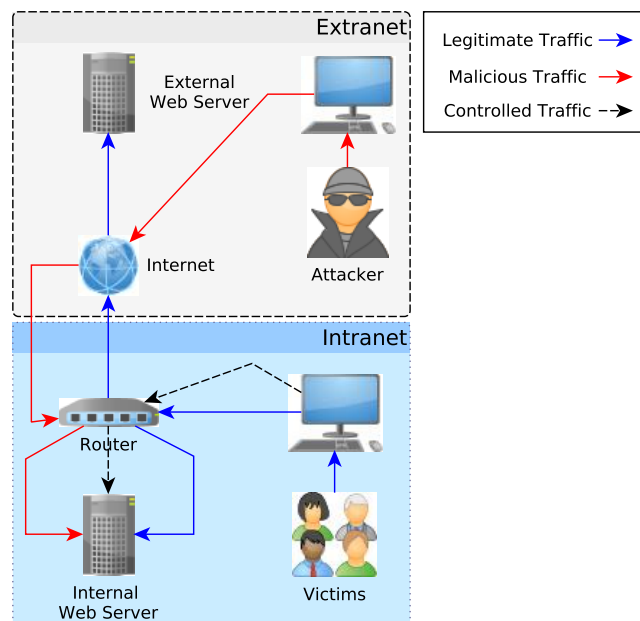 Extranet
External
Web Server
Internet
Attacker
Legitimate Traffic
Malicious Traffic
Controlled Traffic
Intranet
Router
Internal
Web Server
Victims